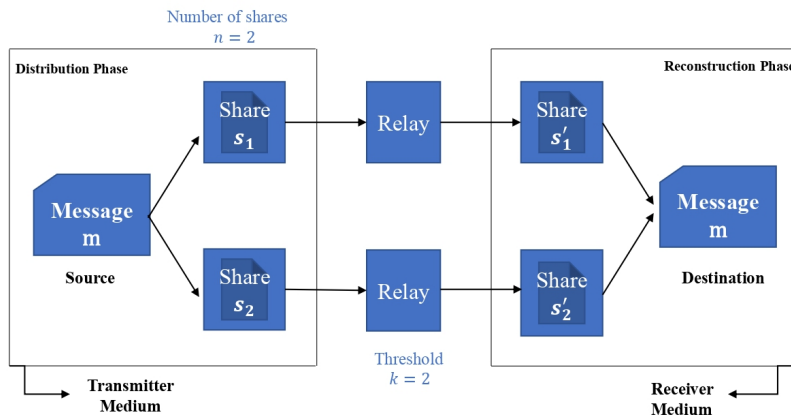 Number of shares
n = 2
Distribution Phase
Reconstruction Phase
Share
s₁
Relay
Share
s′₁
Message
m
Source
Message
m
Destination
Share
s₂
Relay
Share
s′₂
Threshold
k = 2
Transmitter
Medium
Receiver
Medium